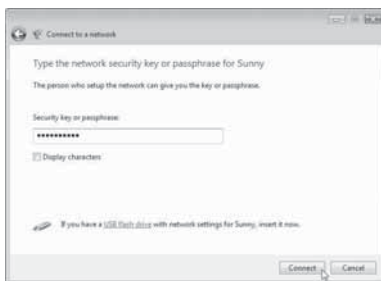 Connect to a network
Type the network security key or passphrase for Sunny
The person who setup the network can give you the key or passphrase.
Security key or passphrase:
••••••••••
Display characters
If you have a USB flash drive with network settings for Sunny, insert it now.
Connect Cancel